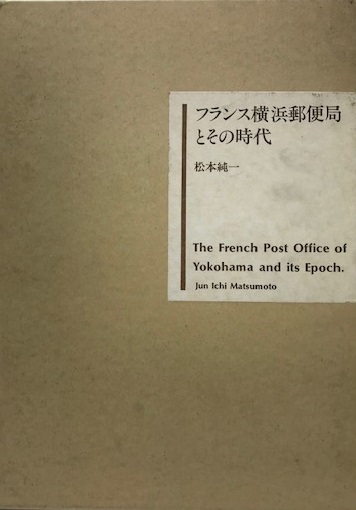 フランス横浜郵便局
とその時代
松本純一
The French Post Office of
Yokohama and its Epoch.
Jun Ichi Matsumoto